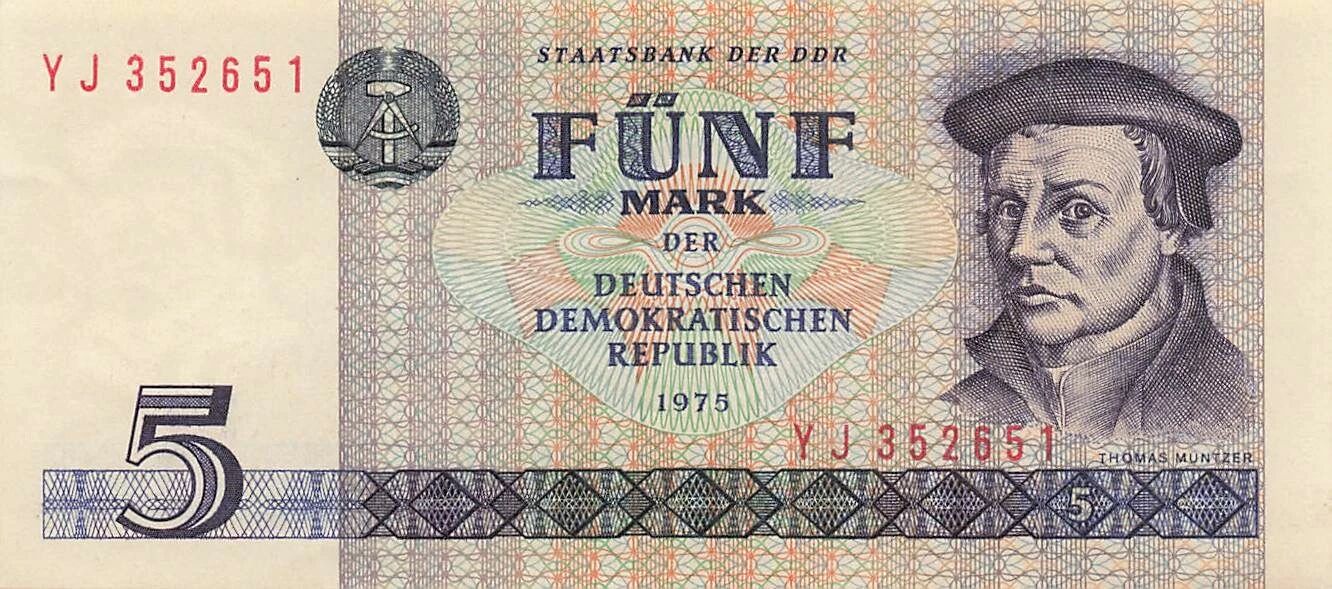 YJ 352651
STAATSBANK DER DDR
FÜNF
MARK
DER
DEUTSCHEN
DEMOKRATISCHEN
REPUBLIK
1975
YJ 352651
THOMAS MÜNTZER
5
5